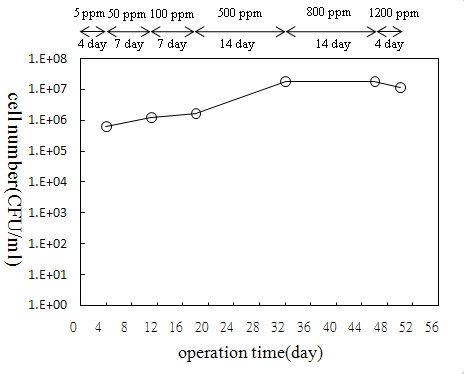 5 ppm 50 ppm 100 ppm 500 ppm 800 ppm 1200 ppm
4 day 7 day 7 day 14 day 14 day 4 day
1.E+08
1.E+07
1.E+06
1.E+05
1.E+04
1.E+03
1.E+02
1.E+01
1.E+00
cell number(CFU/ml)
0 4 8 12 16 20 24 28 32 36 40 44 48 52 56
operation time(day)